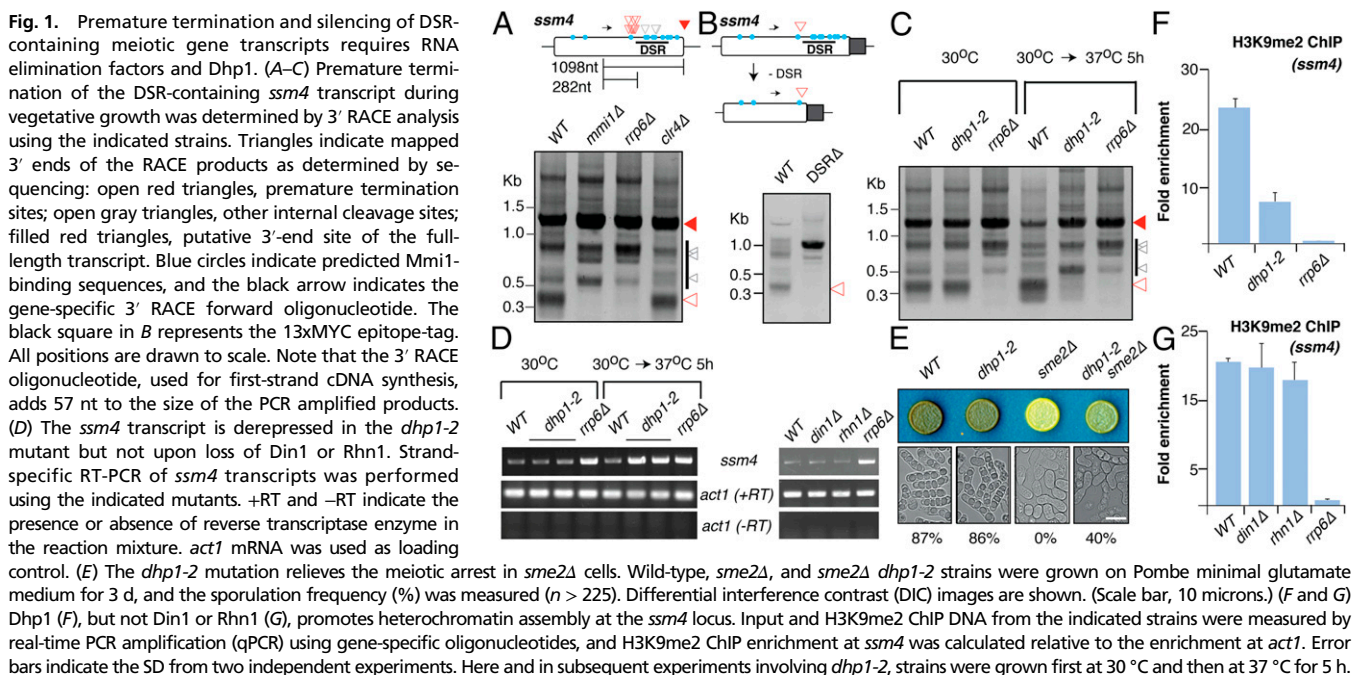 Fig. 1. Premature termination and silencing of DSR-
containing meiotic gene transcripts requires RNA
elimination factors and Dhp1. (A–C) Premature termi-
nation of the DSR-containing ssm4 transcript during
vegetative growth was determined by 3′ RACE analysis
using the indicated strains. Triangles indicate mapped
3′ ends of the RACE products as determined by se-
quencing: open red triangles, premature termination
sites; open gray triangles, other internal cleavage sites;
filled red triangles, putative 3′-end site of the full-
length transcript. Blue circles indicate predicted Mmi1-
binding sequences, and the black arrow indicates the
gene-specific 3′ RACE forward oligonucleotide. The
black square in B represents the 13xMYC epitope-tag.
All positions are drawn to scale. Note that the 3′ RACE
oligonucleotide, used for first-strand cDNA synthesis,
adds 57 nt to the size of the PCR amplified products.
(D) The ssm4 transcript is derepressed in the dhp1-2
mutant but not upon loss of Din1 or Rhn1. Strand-
specific RT-PCR of ssm4 transcripts was performed
using the indicated mutants. +RT and −RT indicate the
presence or absence of reverse transcriptase enzyme in
the reaction mixture. act1 mRNA was used as loading
control. (E) The dhp1-2 mutation relieves the meiotic arrest in sme2Δ cells. Wild-type, sme2Δ, and sme2Δ dhp1-2 strains were grown on Pombe minimal glutamate
medium for 3 d, and the sporulation frequency (%) was measured (n > 225). Differential interference contrast (DIC) images are shown. (Scale bar, 10 microns.) (F and G)
Dhp1 (F), but not Din1 or Rhn1 (G), promotes heterochromatin assembly at the ssm4 locus. Input and H3K9me2 ChIP DNA from the indicated strains were measured by
real-time PCR amplification (qPCR) using gene-specific oligonucleotides, and H3K9me2 ChIP enrichment at ssm4 was calculated relative to the enrichment at act1. Error
bars indicate the SD from two independent experiments. Here and in subsequent experiments involving dhp1-2, strains were grown first at 30 °C and then at 37 °C for 5 h.
A
ssm4
DSR
1098nt
282nt
WT mmi1Δ rrp6Δ clr4Δ
Kb
1.5
1.0
0.5
0.3
B
ssm4
DSR
- DSR
WT DSRΔ
Kb
1.0
0.5
0.3
C
30°C 30°C → 37°C 5h
WT dhp1-2 rrp6Δ WT dhp1-2 rrp6Δ
Kb
1.5
1.0
0.5
0.3
D
30°C 30°C → 37°C 5h
WT dhp1-2 rrp6Δ WT dhp1-2 rrp6Δ
WT din1Δ rhn1Δ rrp6Δ
ssm4
act1 (+RT)
act1 (-RT)
E
WT dhp1-2 sme2Δ dhp1-2 sme2Δ
87% 86% 0% 40%
F
H3K9me2 ChIP
(ssm4)
Fold enrichment
30
20
10
WT dhp1-2 rrp6Δ
G
H3K9me2 ChIP
(ssm4)
Fold enrichment
25
15
5
WT din1Δ rhn1Δ rrp6Δ